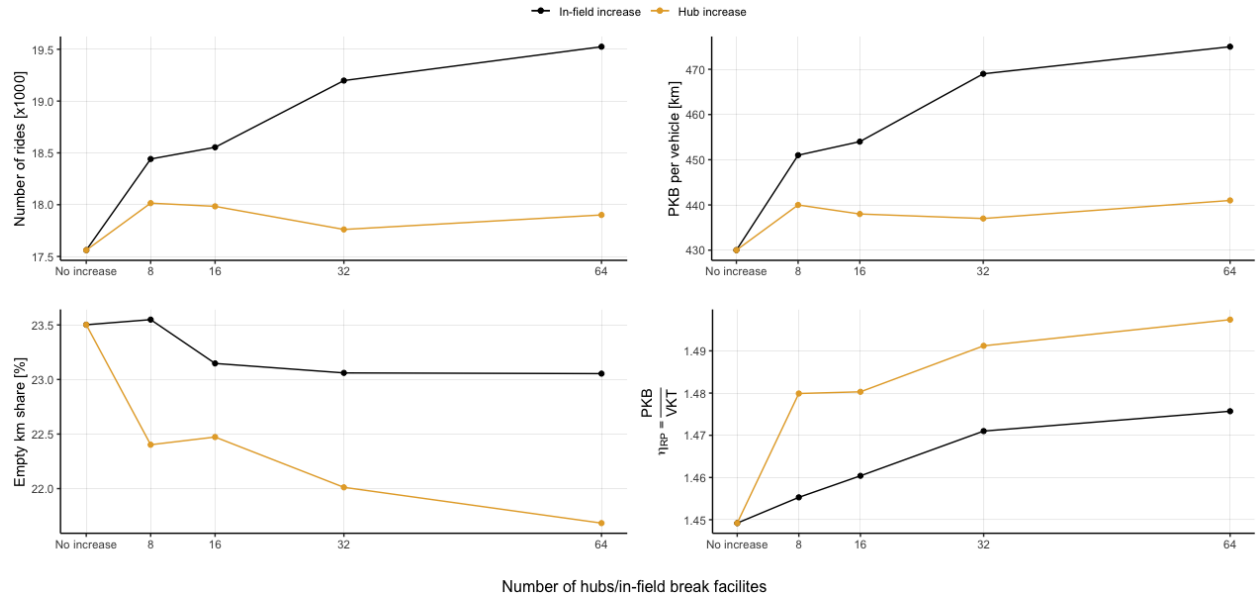 In-field increase Hub increase
Number of rides [x1000]
19.5
19.0
18.5
18.0
17.5
No increase 8 16 32 64
PKB per vehicle [km]
470
460
450
440
430
No increase 8 16 32 64
Empty km share [%]
23.5
23.0
22.5
22.0
No increase 8 16 32 64
ηRP = PKB
VKT
1.49
1.48
1.47
1.46
1.45
No increase 8 16 32 64
Number of hubs/in-field break facilites